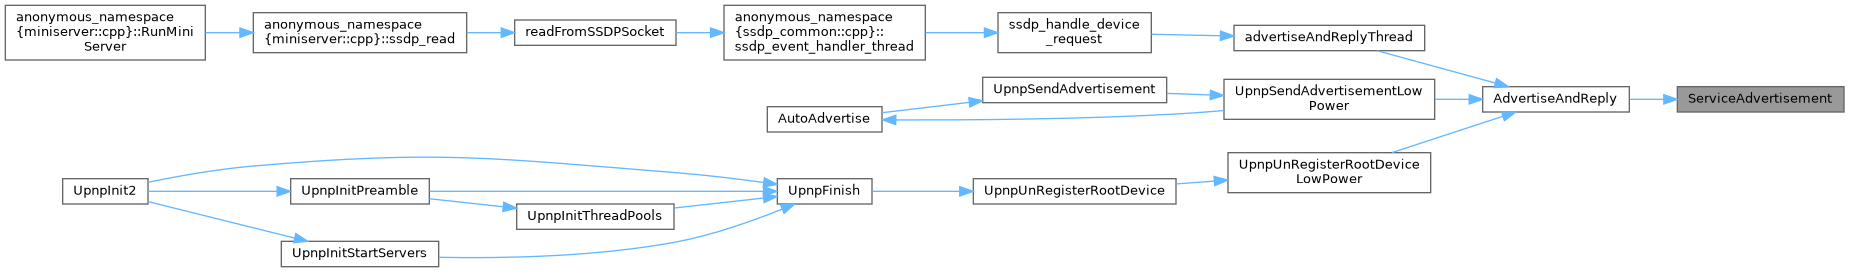 anonymous_namespace
{miniserver::cpp}::RunMini
Server
anonymous_namespace
{miniserver::cpp}::ssdp_read
readFromSSDPSocket
anonymous_namespace
{ssdp_common::cpp}::
ssdp_event_handler_thread
ssdp_handle_device
_request
advertiseAndReplyThread
UpnpSendAdvertisement
UpnpSendAdvertisementLow
Power
AutoAdvertise
AdvertiseAndReply
ServiceAdvertisement
UpnpUnRegisterRootDevice
LowPower
UpnpInit2
UpnpInitPreamble
UpnpFinish
UpnpUnRegisterRootDevice
UpnpInitThreadPools
UpnpInitStartServers